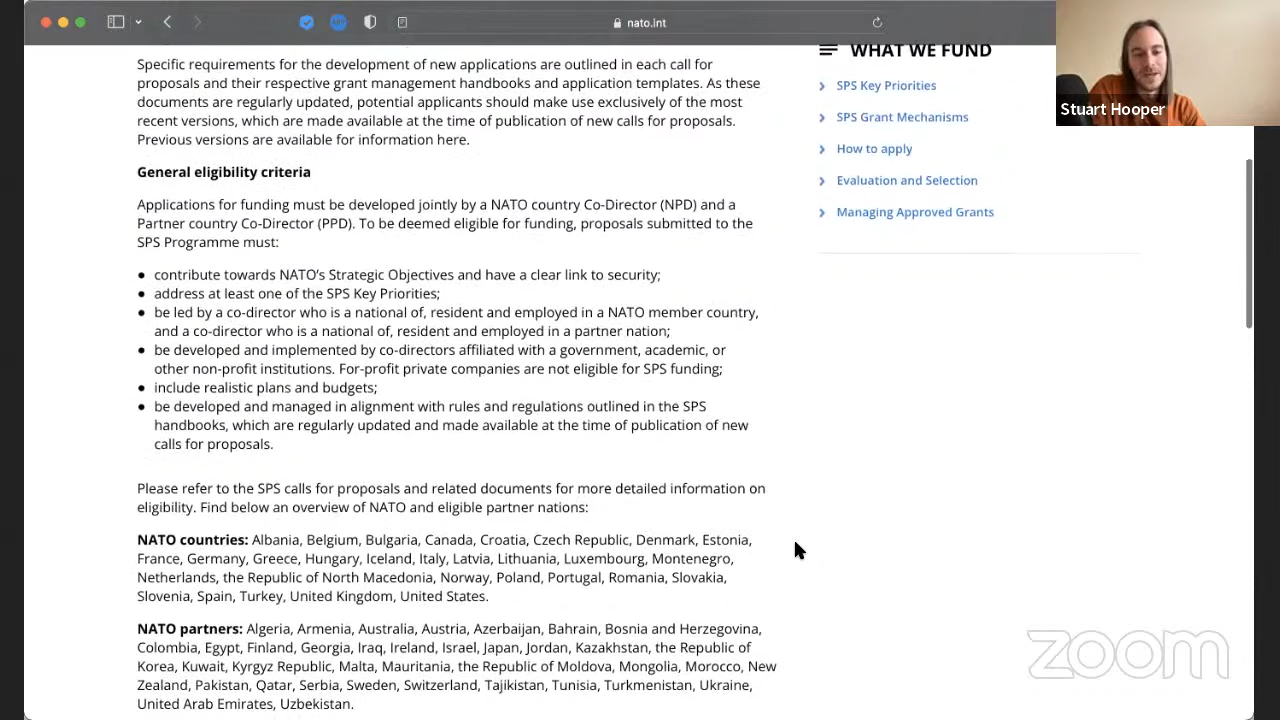 nato.int
Specific requirements for the development of new applications are outlined in each call for
proposals and their respective grant management handbooks and application templates. As these
documents are regularly updated, potential applicants should make use exclusively of the most
recent versions, which are made available at the time of publication of new calls for proposals.
Previous versions are available for information here.
General eligibility criteria
Applications for funding must be developed jointly by a NATO country Co-Director (NPD) and a
Partner country Co-Director (PPD). To be deemed eligible for funding, proposals submitted to the
SPS Programme must:
● contribute towards NATO's Strategic Objectives and have a clear link to security;
● address at least one of the SPS Key Priorities;
● be led by a co-director who is a national of, resident and employed in a NATO member country,
and a co-director who is a national of, resident and employed in a partner nation;
● be developed and implemented by co-directors affiliated with a government, academic, or
other non-profit institutions. For-profit private companies are not eligible for SPS funding;
● include realistic plans and budgets;
● be developed and managed in alignment with rules and regulations outlined in the SPS
handbooks, which are regularly updated and made available at the time of publication of new
calls for proposals.
Please refer to the SPS calls for proposals and related documents for more detailed information on
eligibility. Find below an overview of NATO and eligible partner nations:
NATO countries: Albania, Belgium, Bulgaria, Canada, Croatia, Czech Republic, Denmark, Estonia,
France, Germany, Greece, Hungary, Iceland, Italy, Latvia, Lithuania, Luxembourg, Montenegro,
Netherlands, the Republic of North Macedonia, Norway, Poland, Portugal, Romania, Slovakia,
Slovenia, Spain, Turkey, United Kingdom, United States.
NATO partners: Algeria, Armenia, Australia, Austria, Azerbaijan, Bahrain, Bosnia and Herzegovina,
Colombia, Egypt, Finland, Georgia, Iraq, Ireland, Israel, Japan, Jordan, Kazakhstan, the Republic of
Korea, Kuwait, Kyrgyz Republic, Malta, Mauritania, the Republic of Moldova, Mongolia, Morocco, New
Zealand, Pakistan, Qatar, Serbia, Sweden, Switzerland, Tajikistan, Tunisia, Turkmenistan, Ukraine,
United Arab Emirates, Uzbekistan.
WHAT WE FUND
SPS Key Priorities
SPS Grant Mechanisms
How to apply
Evaluation and Selection
Managing Approved Grants
Stuart Hooper
zoom